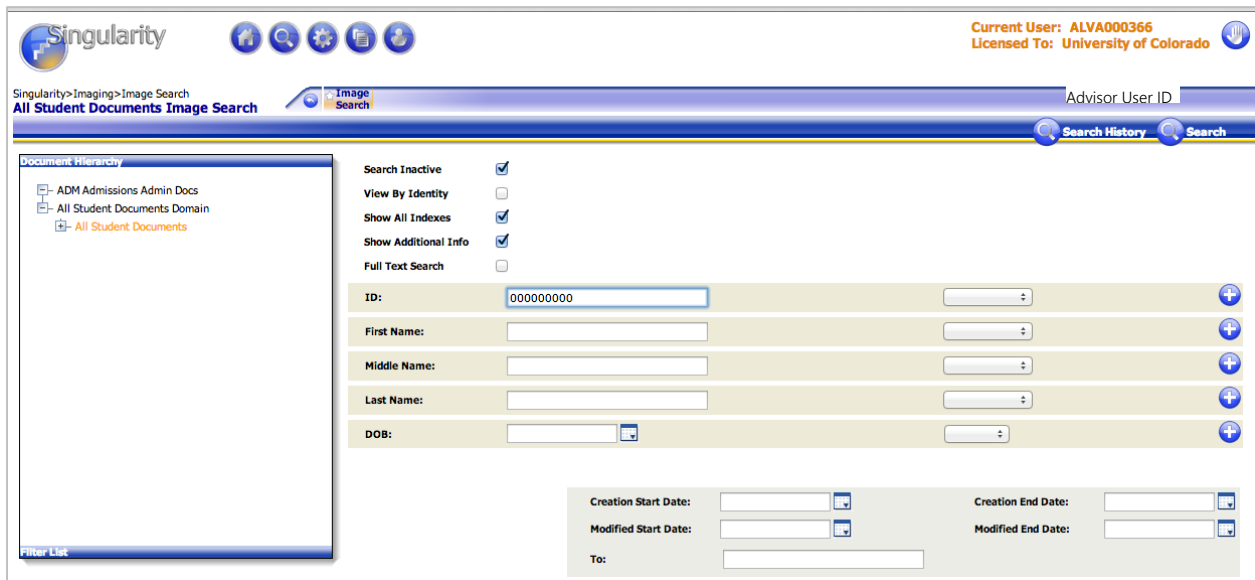 Singularity
Current User: ALVA000366
Licensed To: University of Colorado
Singularity>Imaging>Image Search
All Student Documents Image Search
Image
Search
Advisor User ID
Search History
Search
Document Hierarchy
ADM Admissions Admin Docs
All Student Documents Domain
All Student Documents
Filter List
Search Inactive
View By Identity
Show All Indexes
Show Additional Info
Full Text Search
ID: 000000000
First Name:
Middle Name:
Last Name:
DOB:
Creation Start Date: Creation End Date:
Modified Start Date: Modified End Date:
To: